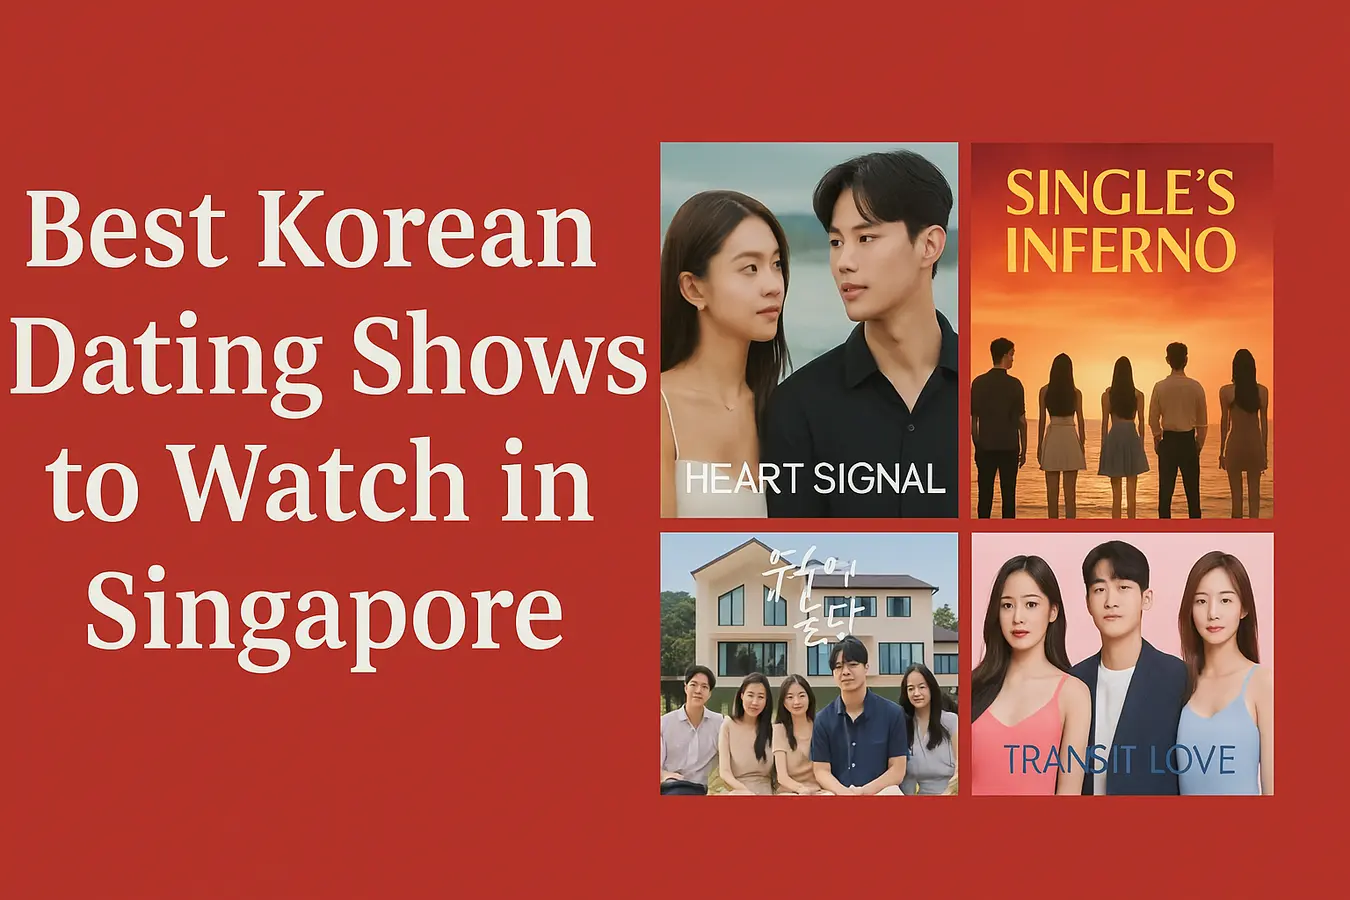 Best Korean
Dating Shows
to Watch in
Singapore
HEART SIGNAL
SINGLE'S
INFERNO
TRANSIT LOVE